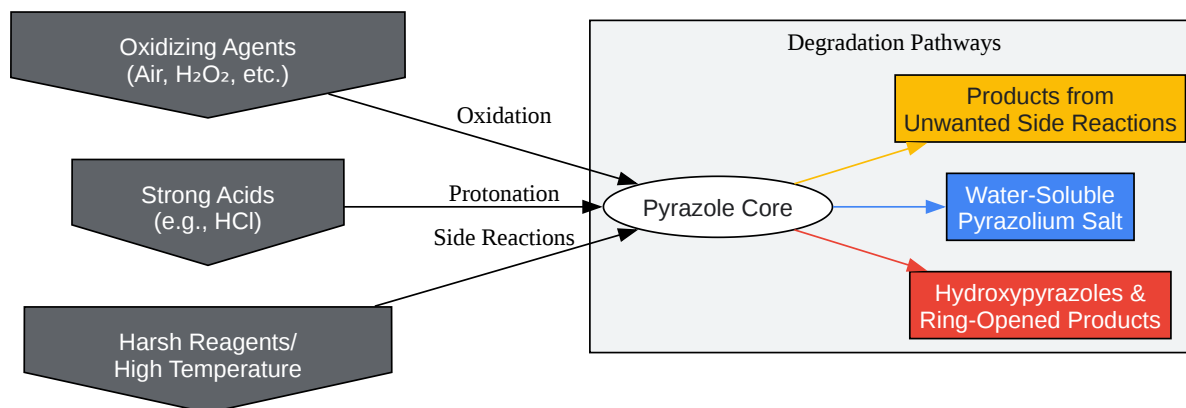 Oxidizing Agents
(Air, H₂O₂, etc.)
Oxidation
Strong Acids
(e.g., HCl)
Protonation
Side Reactions
Harsh Reagents/
High Temperature
Degradation Pathways
Pyrazole Core
Products from
Unwanted Side Reactions
Water-Soluble
Pyrazolium Salt
Hydroxypyrazoles &
Ring-Opened Products